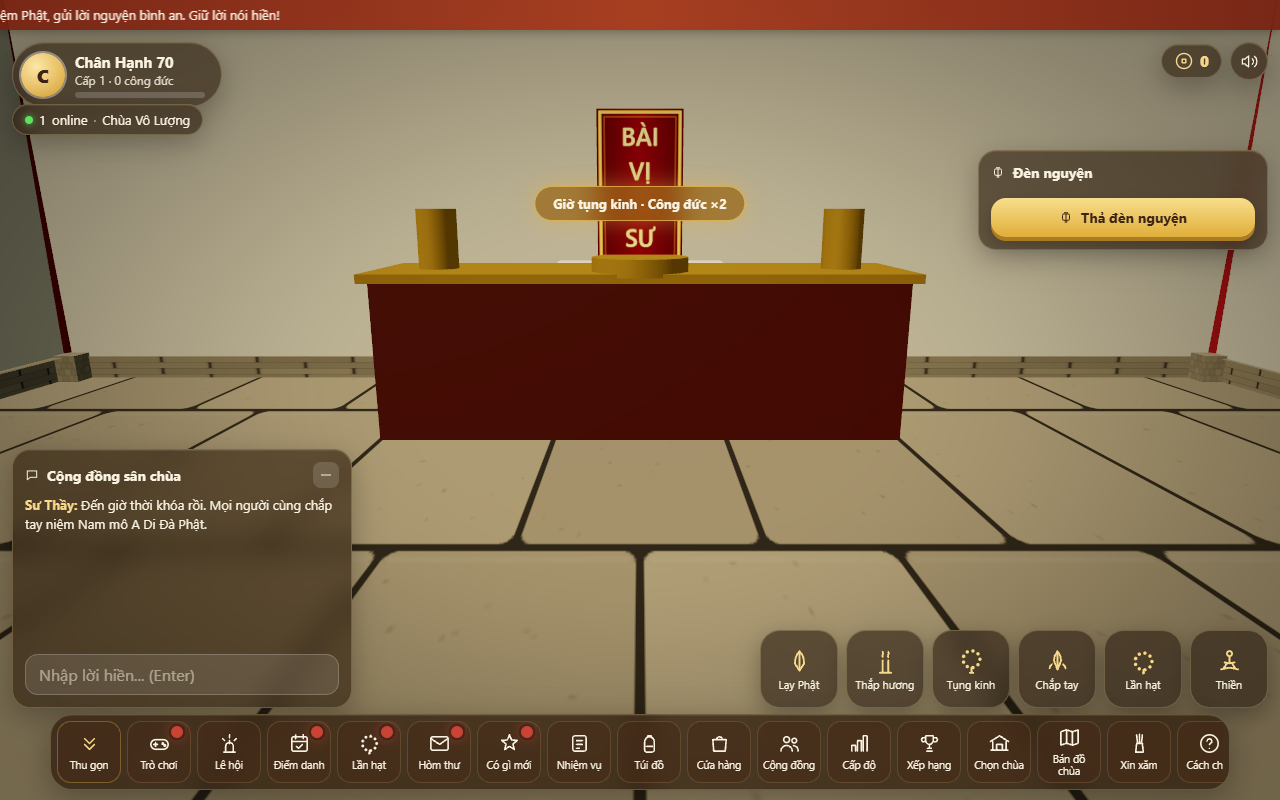 ệm Phật, gửi lời nguyện bình an. Giữ lời nói hiền!
C
Chân Hạnh 70
Cấp 1 · 0 công đức
1 online · Chùa Vô Lượng
0
BÀI
VỊ
Giờ tụng kinh · Công đức ×2
SƯ
Đèn nguyện
Thả đèn nguyện
Cộng đồng sân chùa
Sư Thầy: Đến giờ thời khóa rồi. Mọi người cùng chắp
tay niệm Nam mô A Di Đà Phật.
Nhập lời hiền... (Enter)
Lạy Phật
Thắp hương
Tụng kinh
Chắp tay
Lần hạt
Thiền
Thu gọn
Trò chơi
Lễ hội
Điểm danh
Lần hạt
Hòm thư
Có gì mới
Nhiệm vụ
Túi đồ
Cửa hàng
Cộng đồng
Cấp độ
Xếp hạng
Chọn chùa
Bản đồ
chùa
Xin xăm
Cách ch